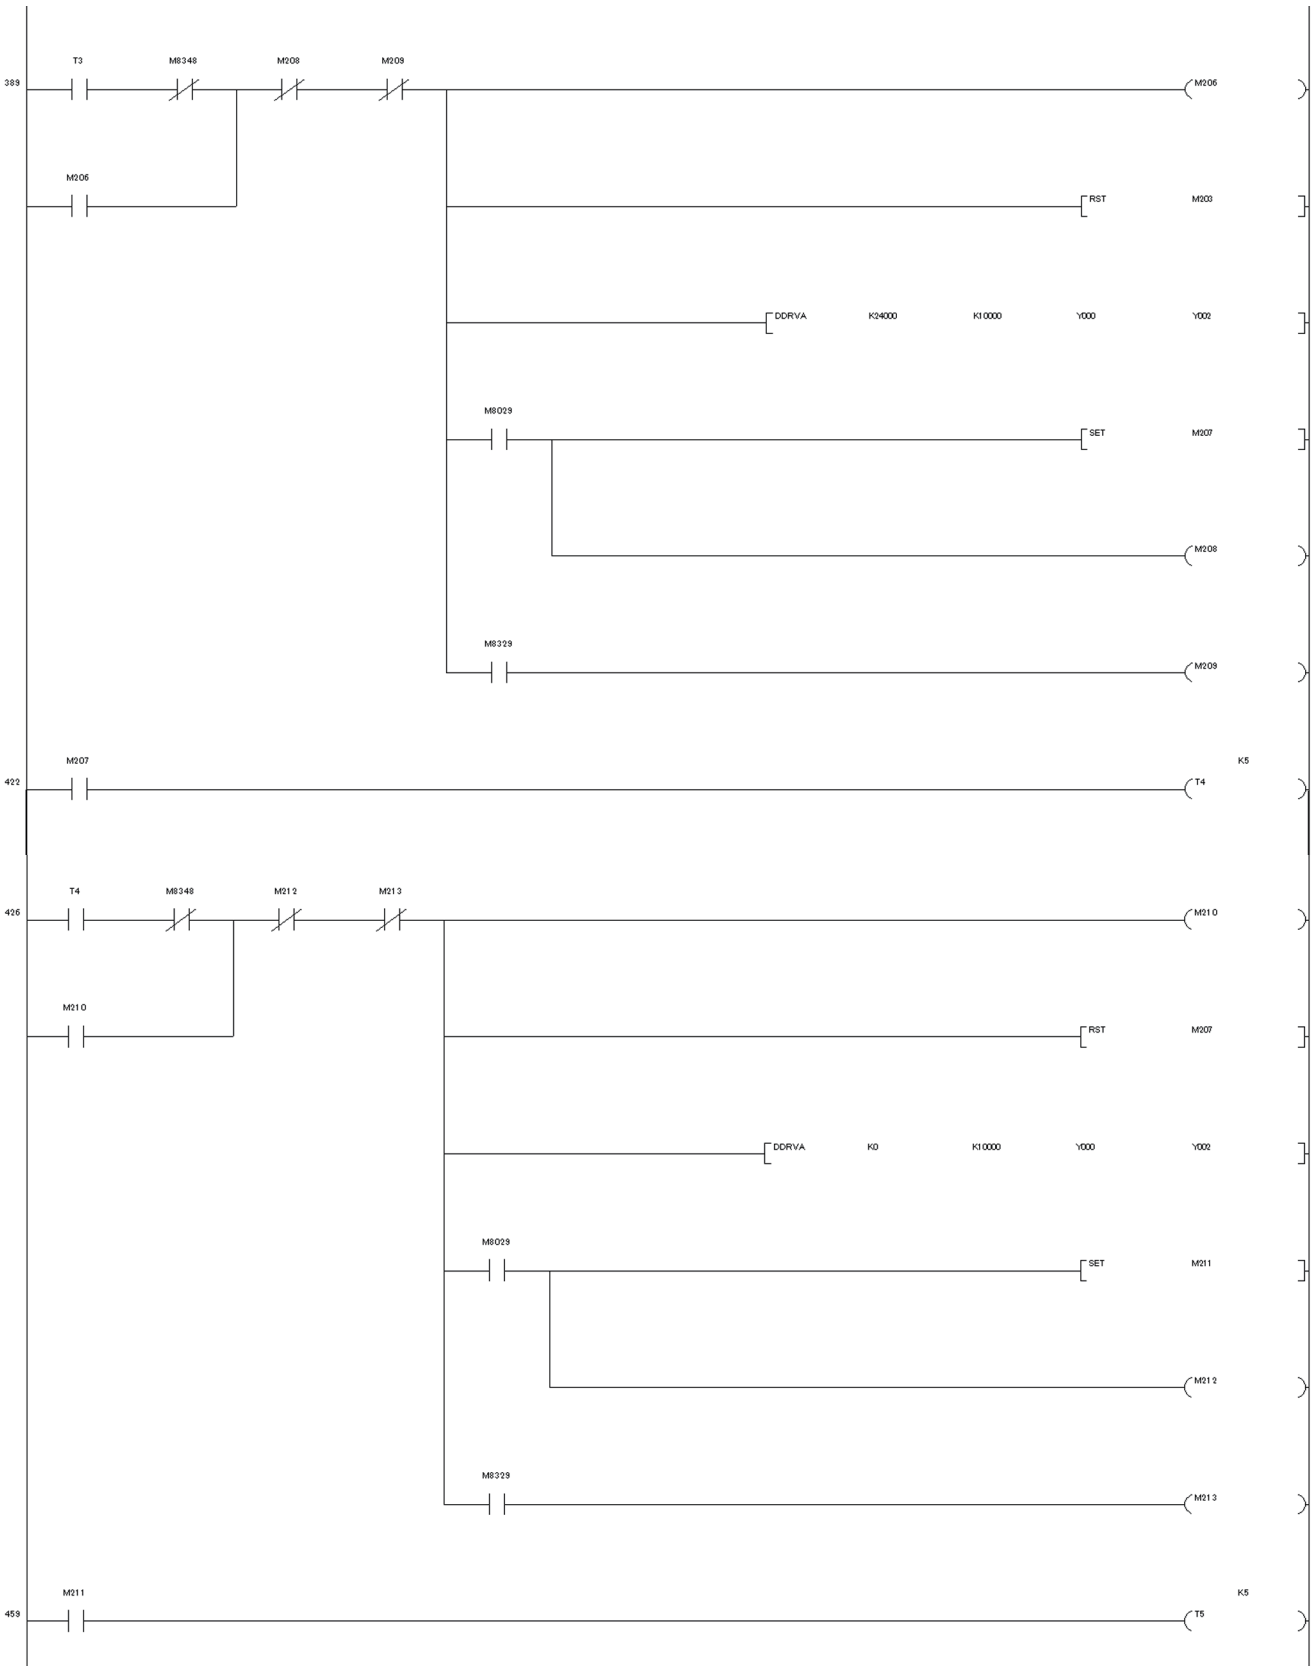 T3 M8348 M208 M209
389 M206
M206
RST M203
DDRVA K24000 K10000 Y000 Y002
M8029
SET M207
M208
M8329
M209
M207 K5
422 T4
T4 M8348 M212 M213
426 M210
M210
RST M207
DDRVA K0 K10000 Y000 Y002
M8029
SET M211
M212
M8329
M213
M211 K5
459 T5